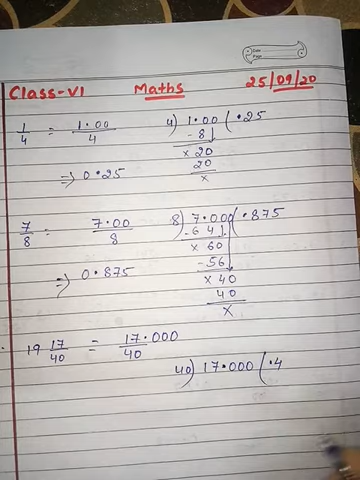 Date
Page
Class-VI Maths 25/09/20
1/4 = 1.00/4 4) 1.00 ( .25
- 8
⇒ 0.25 × 20
20
×
7/8 7.00/8 8) 7.000 ( .875
- 64
× 60
⇒ 0.875 - 56
× 40
40
×
19 17/40 = 17.000/40
40) 17.000 ( .4